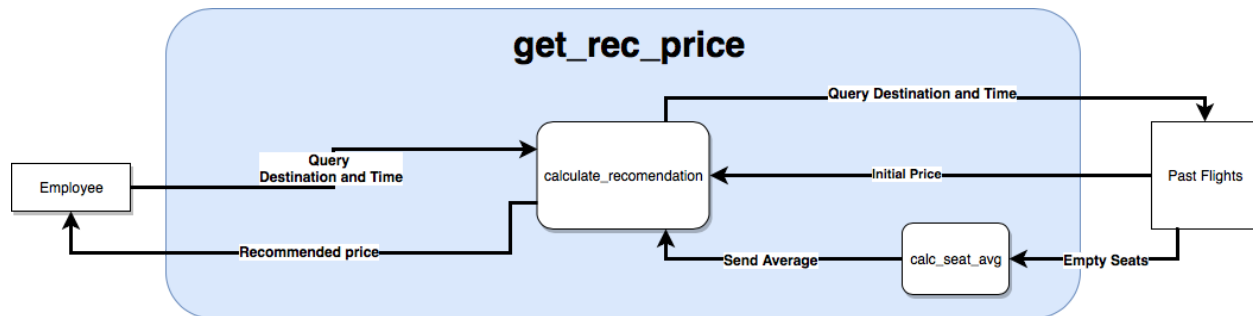 get_rec_price
Query Destination and Time
Query
Destination and Time
Employee
calculate_recomendation
Initial Price
Past Flights
Recommended price
Send Average
calc_seat_avg
Empty Seats